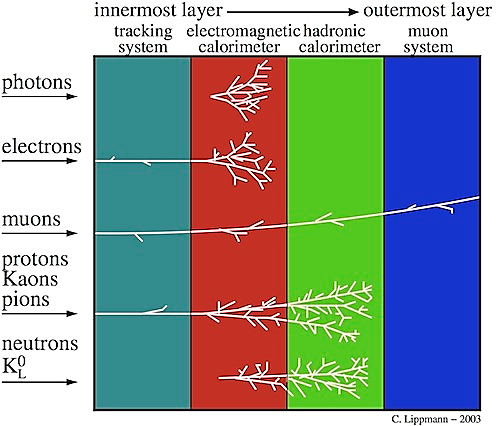 innermost layer outermost layer
tracking electromagnetic hadronic muon
system calorimeter calorimeter system
photons
electrons
muons
protons
Kaons
pions
neutrons
K⁰_L
C. Lippmann – 2003